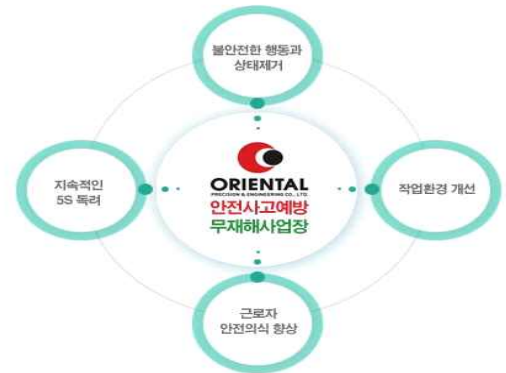 불안전한 행동과
상태제거
지속적인
5S 독려
ORIENTAL
PRECISION & ENGINEERING CO., LTD.
안전사고예방
무재해사업장
작업환경 개선
근로자
안전의식 향상